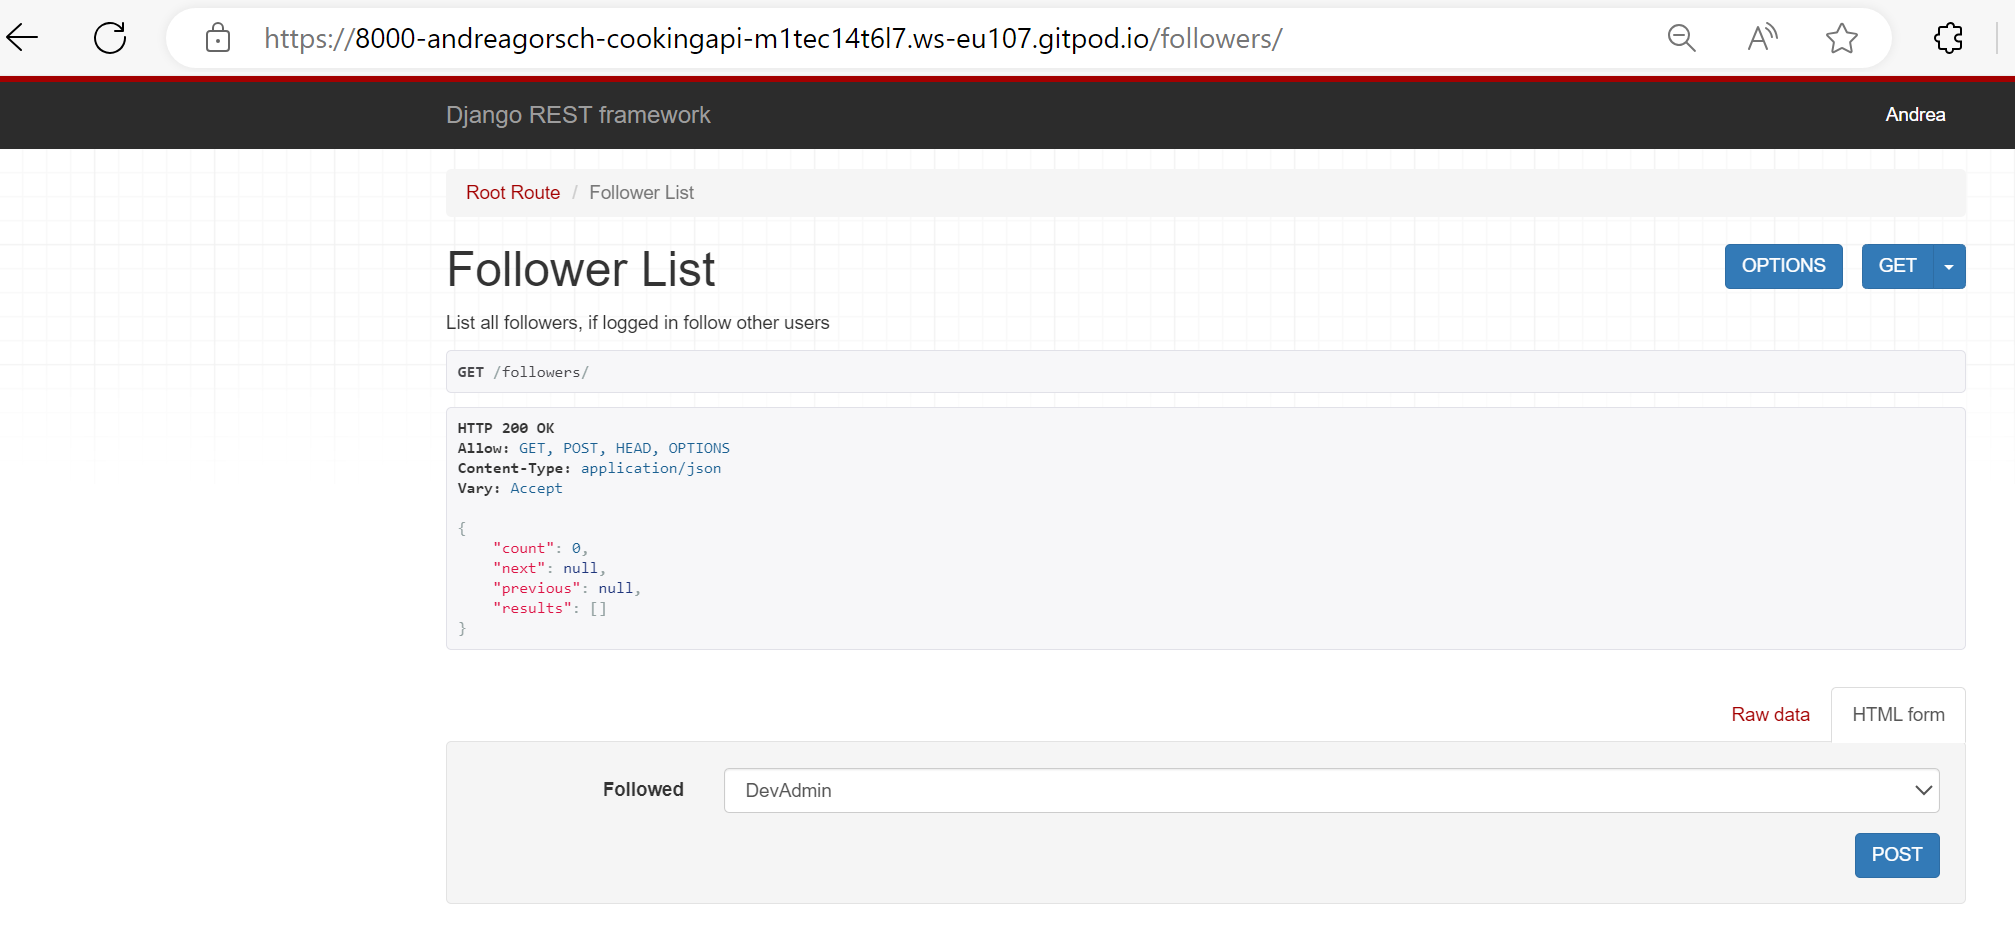 https://8000-andreagorsch-cookingapi-m1tec14t6l7.ws-eu107.gitpod.io/followers/
Django REST framework
Andrea
Root Route / Follower List
Follower List
OPTIONS
GET
List all followers, if logged in follow other users
GET /followers/
HTTP 200 OK
Allow: GET, POST, HEAD, OPTIONS
Content-Type: application/json
Vary: Accept
{
"count": 0,
"next": null,
"previous": null,
"results": []
}
Raw data
HTML form
Followed
DevAdmin
POST